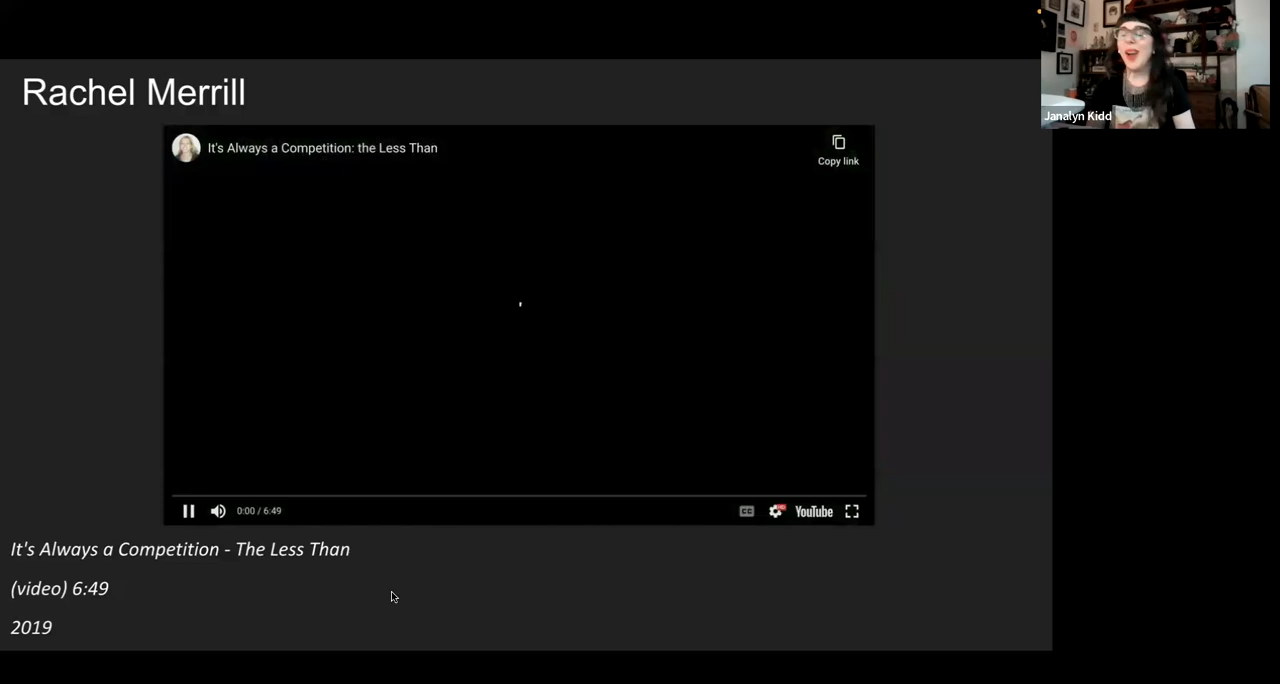 Rachel Merrill
Janalyn Kidd
It's Always a Competition: the Less Than
Copy link
0:00 / 6:49
CC
YouTube
It's Always a Competition - The Less Than
(video) 6:49
2019